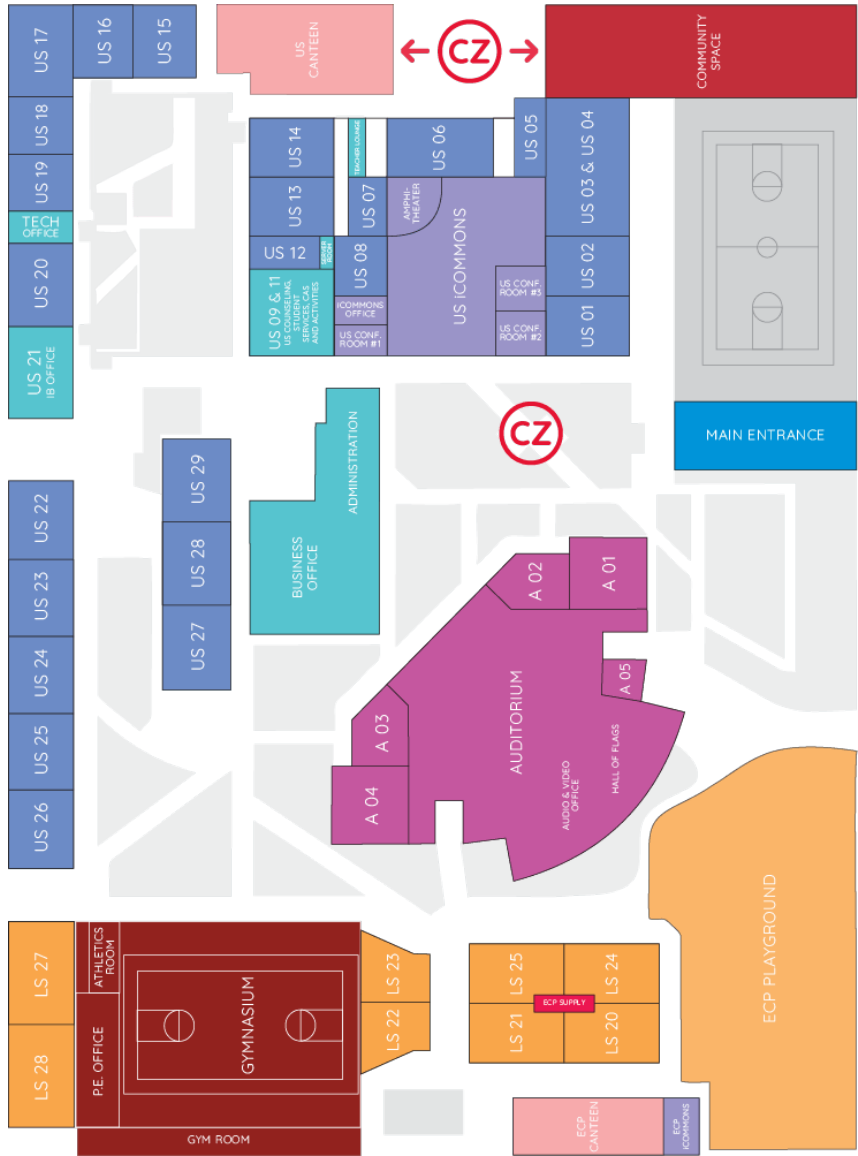 US 17
US 16
US 15
US
CANTEEN
CZ
COMMUNITY
SPACE
US 18
US 19
TECH
OFFICE
US 20
US 21
IB OFFICE
US 14
TEACHER LOUNGE
US 06
US 05
US 03 & US 04
US 13
US 07
AMPHI-
THEATER
US iCOMMONS
US 12
SERVER
ROOM
US 08
US 02
US 09 & 11
US COUNSELING,
STUDENT
SERVICES, CAS
AND ACTIVITIES
iCOMMONS
OFFICE
US CONF.
ROOM #1
US CONF.
ROOM #3
US CONF.
ROOM #2
US 01
CZ
MAIN ENTRANCE
ADMINISTRATION
BUSINESS
OFFICE
US 29
US 28
US 27
US 22
US 23
US 24
US 25
US 26
A 02
A 01
A 05
A 03
A 04
AUDITORIUM
AUDIO & VIDEO
OFFICE
HALL OF FLAGS
ECP PLAYGROUND
LS 27
LS 28
ATHLETICS
ROOM
P.E. OFFICE
GYMNASIUM
GYM ROOM
LS 23
LS 22
LS 25
LS 24
ECP SUPPLY
LS 21
LS 20
ECP
CANTEEN
ECP
iCOMMONS